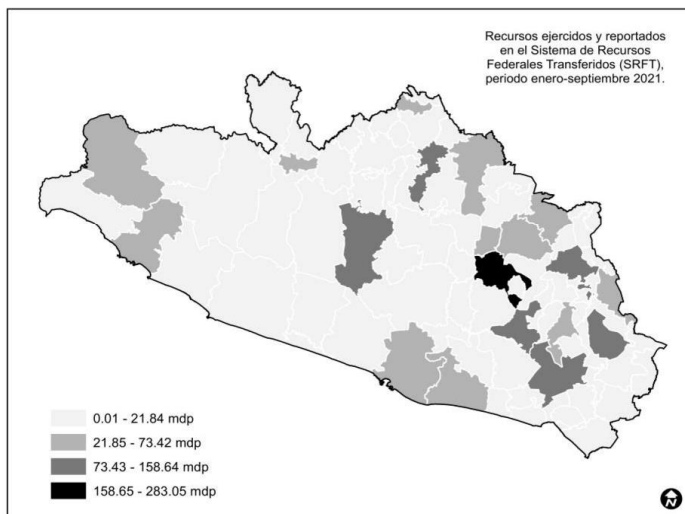 Recursos ejercidos y reportados
en el Sistema de Recursos
Federales Transferidos (SRFT),
periodo enero-septiembre 2021.
0.01 - 21.84 mdp
21.85 - 73.42 mdp
73.43 - 158.64 mdp
158.65 - 283.05 mdp
N